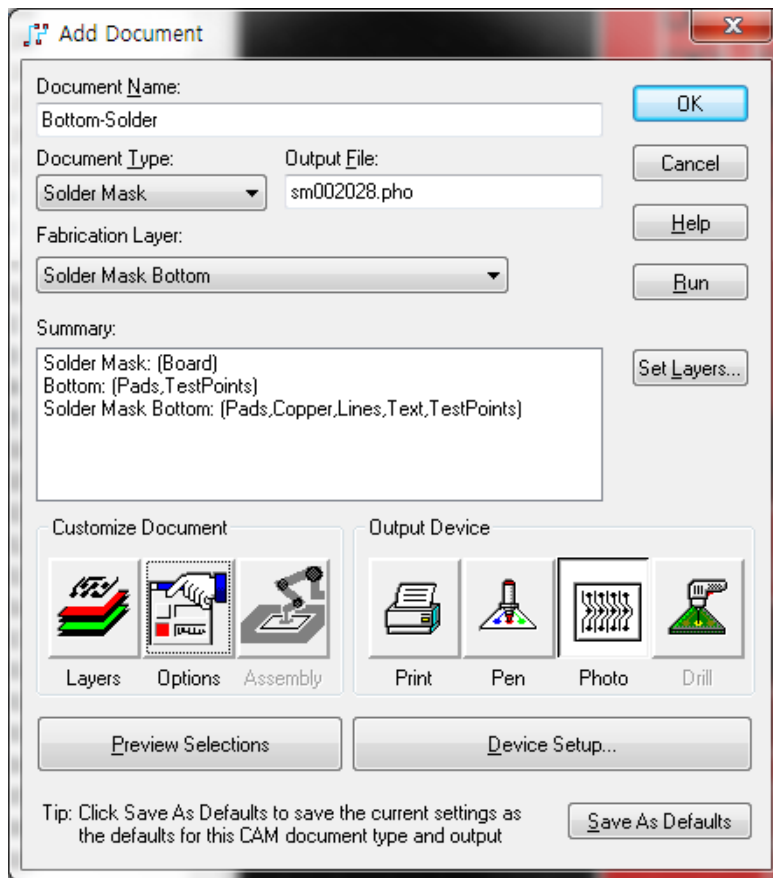 Add Document
Document Name:
Bottom-Solder
OK
Document Type:
Output File:
Solder Mask
sm002028.pho
Cancel
Fabrication Layer:
Help
Solder Mask Bottom
Run
Summary:
Solder Mask: (Board)
Bottom: (Pads,TestPoints)
Solder Mask Bottom: (Pads,Copper,Lines,Text,TestPoints)
Set Layers...
Customize Document
Output Device
Layers
Options
Assembly
Print
Pen
Photo
Drill
Preview Selections
Device Setup...
Tip: Click Save As Defaults to save the current settings as
the defaults for this CAM document type and output
Save As Defaults